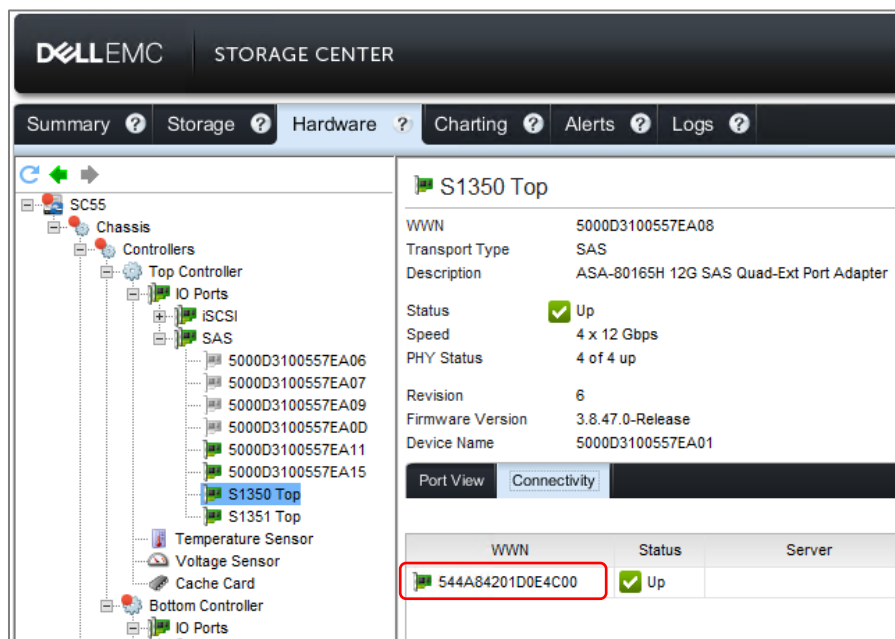 DELLEMC STORAGE CENTER
Summary ? Storage ? Hardware ? Charting ? Alerts ? Logs ?
SC55
Chassis
Controllers
Top Controller
IO Ports
iSCSI
SAS
5000D3100557EA06
5000D3100557EA07
5000D3100557EA09
5000D3100557EA0D
5000D3100557EA11
5000D3100557EA15
S1350 Top
S1351 Top
Temperature Sensor
Voltage Sensor
Cache Card
Bottom Controller
IO Ports
S1350 Top
WWN 5000D3100557EA08
Transport Type SAS
Description ASA-80165H 12G SAS Quad-Ext Port Adapter
Status Up
Speed 4 x 12 Gbps
PHY Status 4 of 4 up
Revision 6
Firmware Version 3.8.47.0-Release
Device Name 5000D3100557EA01
Port View Connectivity
WWN Status Server
544A84201D0E4C00 Up